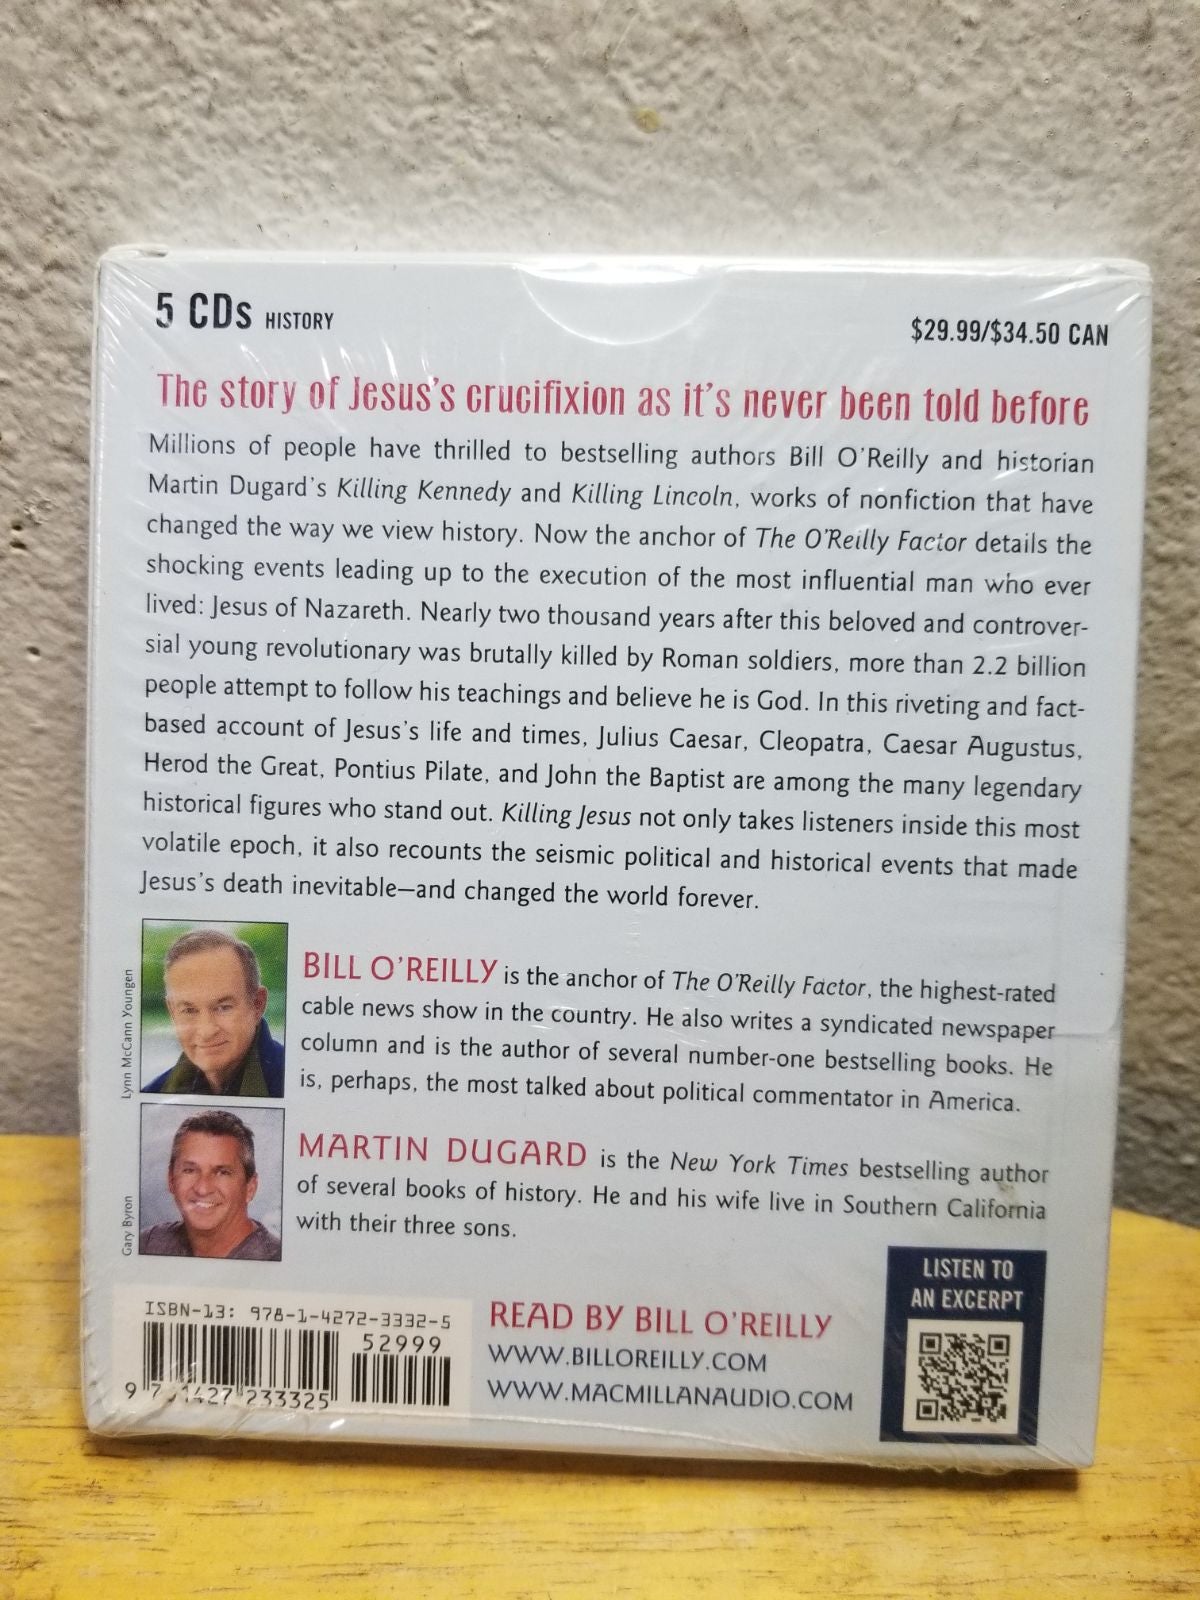 5 CDs HISTORY
$29.99/$34.50 CAN
The story of Jesus's crucifixion as it's never been told before
Millions of people have thrilled to bestselling authors Bill O'Reilly and historian
Martin Dugard's Killing Kennedy and Killing Lincoln, works of nonfiction that have
changed the way we view history. Now the anchor of The O'Reilly Factor details the
shocking events leading up to the execution of the most influential man who ever
lived: Jesus of Nazareth. Nearly two thousand years after this beloved and controver-
sial young revolutionary was brutally killed by Roman soldiers, more than 2.2 billion
people attempt to follow his teachings and believe he is God. In this riveting and fact-
based account of Jesus's life and times, Julius Caesar, Cleopatra, Caesar Augustus,
Herod the Great, Pontius Pilate, and John the Baptist are among the many legendary
historical figures who stand out. Killing Jesus not only takes listeners inside this most
volatile epoch, it also recounts the seismic political and historical events that made
Jesus's death inevitable—and changed the world forever.
Lynn McCann Youngen
BILL O'REILLY is the anchor of The O'Reilly Factor, the highest-rated
cable news show in the country. He also writes a syndicated newspaper
column and is the author of several number-one bestselling books. He
is, perhaps, the most talked about political commentator in America.
Gary Byron
MARTIN DUGARD is the New York Times bestselling author
of several books of history. He and his wife live in Southern California
with their three sons.
ISBN-13: 978-1-4272-3332-5
52999
9 781427 233325
READ BY BILL O'REILLY
WWW.BILLOREILLY.COM
WWW.MACMILLANAUDIO.COM
LISTEN TO
AN EXCERPT